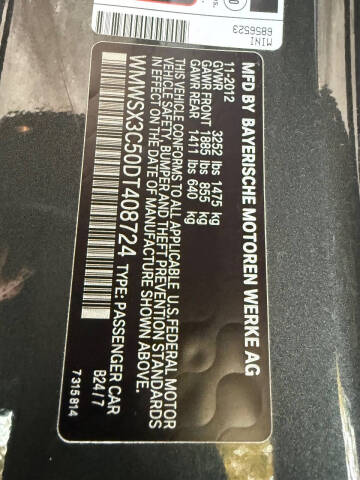 MINI
6856523
MFD BY BAYERISCHE MOTOREN WERKE AG
11-2012
GVWR 3252 lbs 1475 kg
GAWR FRONT 1885 lbs 855 kg
GAWR REAR 1411 lbs 640 kg
THIS VEHICLE CONFORMS TO ALL APPLICABLE U.S.FEDERAL MOTOR
VEHICLE SAFETY, BUMPER AND THEFT PREVENTION STANDARDS
IN EFFECT ON THE DATE OF MANUFACTURE SHOWN ABOVE.
WMWSX3C50DT408724 TYPE: PASSENGER CAR
B24/7
7315814